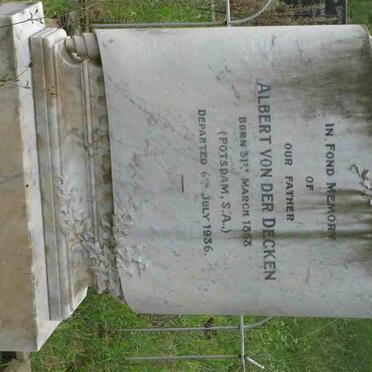 IN FOND MEMORY
OF
OUR FATHER
ALBERT VON DER DECKEN
BORN 31ST MARCH 1853
(POTSDAM, S.A.,)
DEPARTED 6TH JULY 1936.